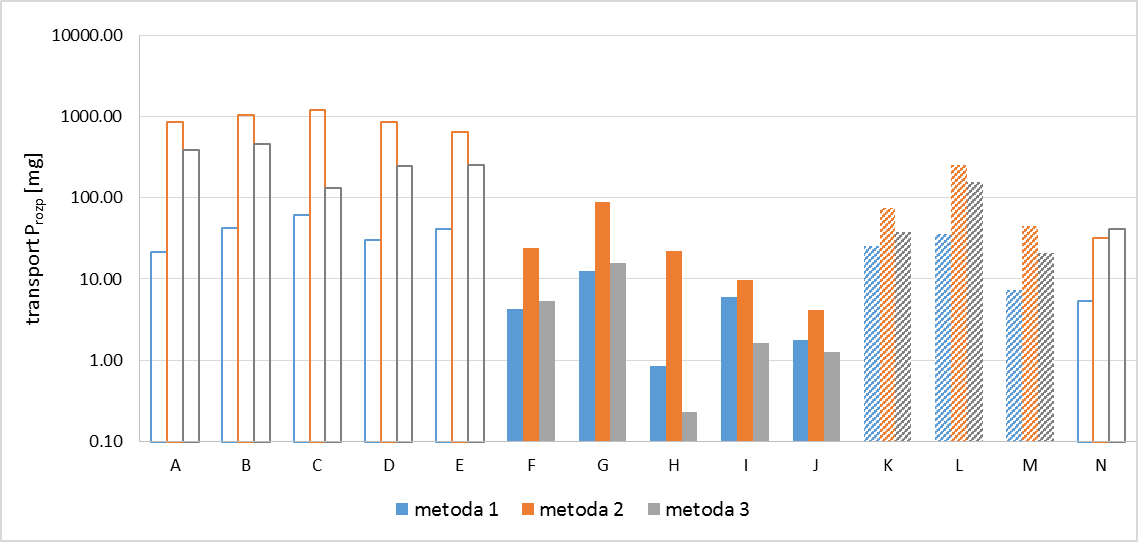 10000.00
1000.00
100.00
10.00
1.00
0.10
transport Prozp [mg]
A B C D E F G H I J K L M N
metoda 1 metoda 2 metoda 3